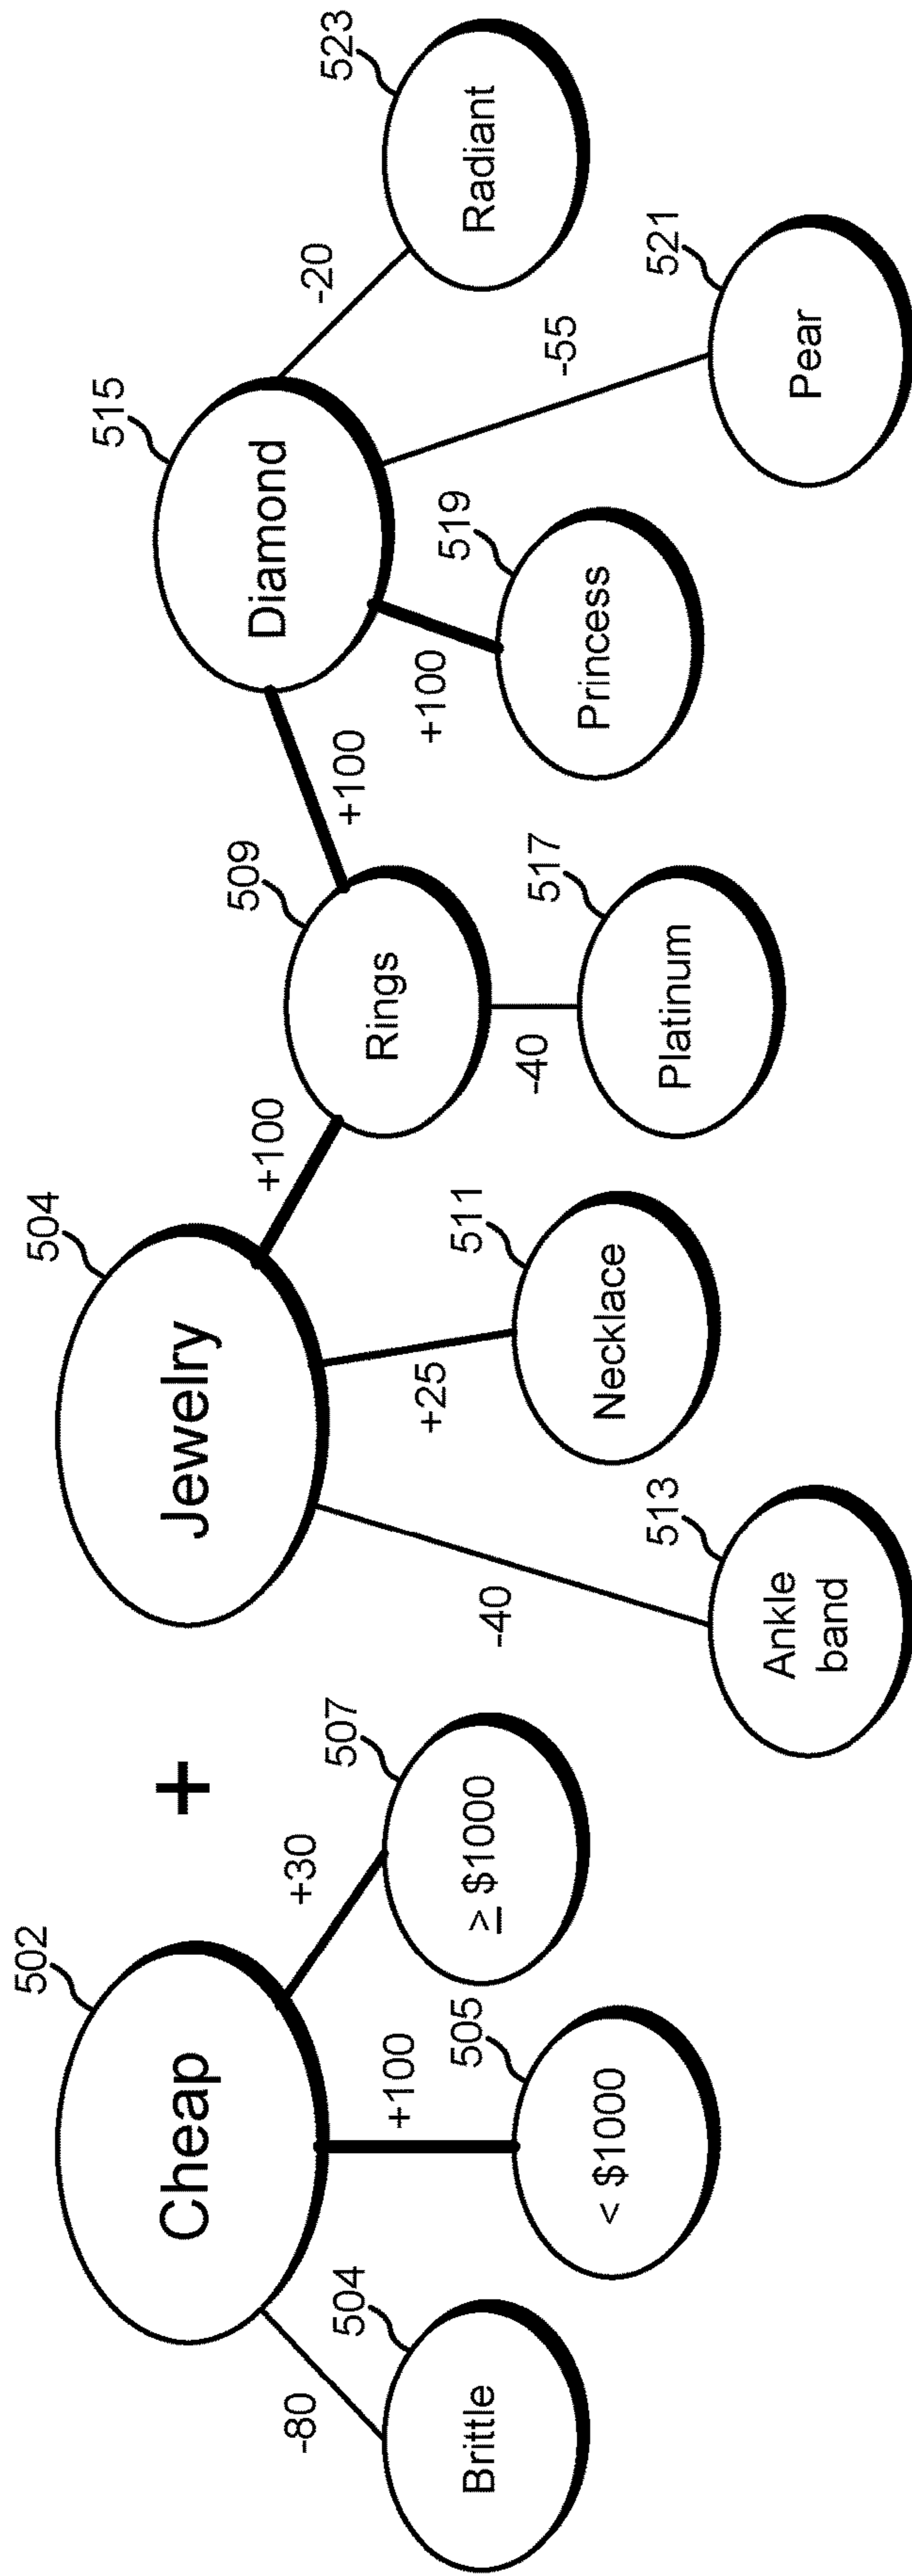 502
Cheap
+
504
Jewelry
-80
504
Brittle
+100
505
< $1000
+30
507
≥ $1000
-40
513
Ankle
band
+25
511
Necklace
+100
509
Rings
-40
517
Platinum
+100
515
Diamond
+100
519
Princess
-55
521
Pear
-20
523
Radiant